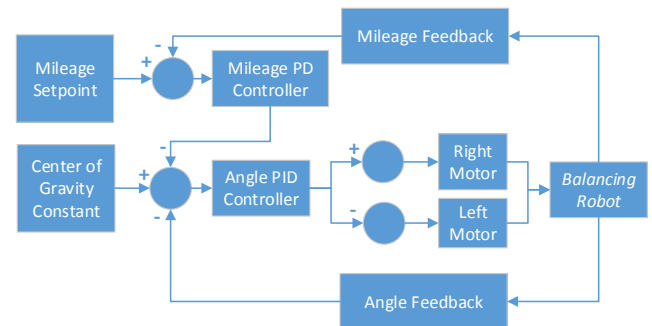 Mileage Feedback
-
+
Mileage
Setpoint
Mileage PD
Controller
-
Center of
Gravity
Constant
+
-
Angle PID
Controller
+
-
Right
Motor
Left
Motor
Balancing
Robot
Angle Feedback